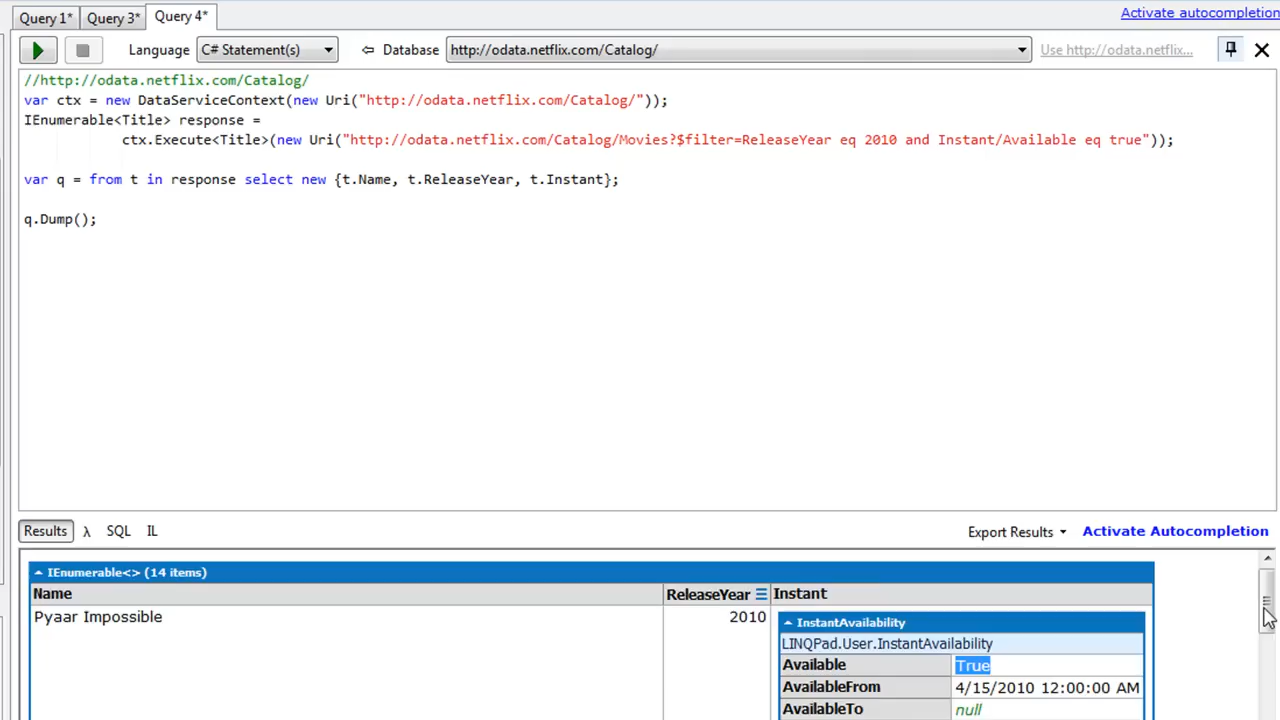 Query 1* Query 3* Query 4* Activate autocompletion
Language C# Statement(s) Database http://odata.netflix.com/Catalog/ Use http://odata.netflix...
//http://odata.netflix.com/Catalog/
var ctx = new DataServiceContext(new Uri("http://odata.netflix.com/Catalog/"));
IEnumerable<Title> response =
ctx.Execute<Title>(new Uri("http://odata.netflix.com/Catalog/Movies?$filter=ReleaseYear eq 2010 and Instant/Available eq true"));
var q = from t in response select new {t.Name, t.ReleaseYear, t.Instant};
q.Dump();
Results λ SQL IL Export Results Activate Autocompletion
IEnumerable<> (14 items)
Name ReleaseYear Instant
Pyaar Impossible 2010 InstantAvailability
LINQPad.User.InstantAvailability
Available True
AvailableFrom 4/15/2010 12:00:00 AM
AvailableTo null